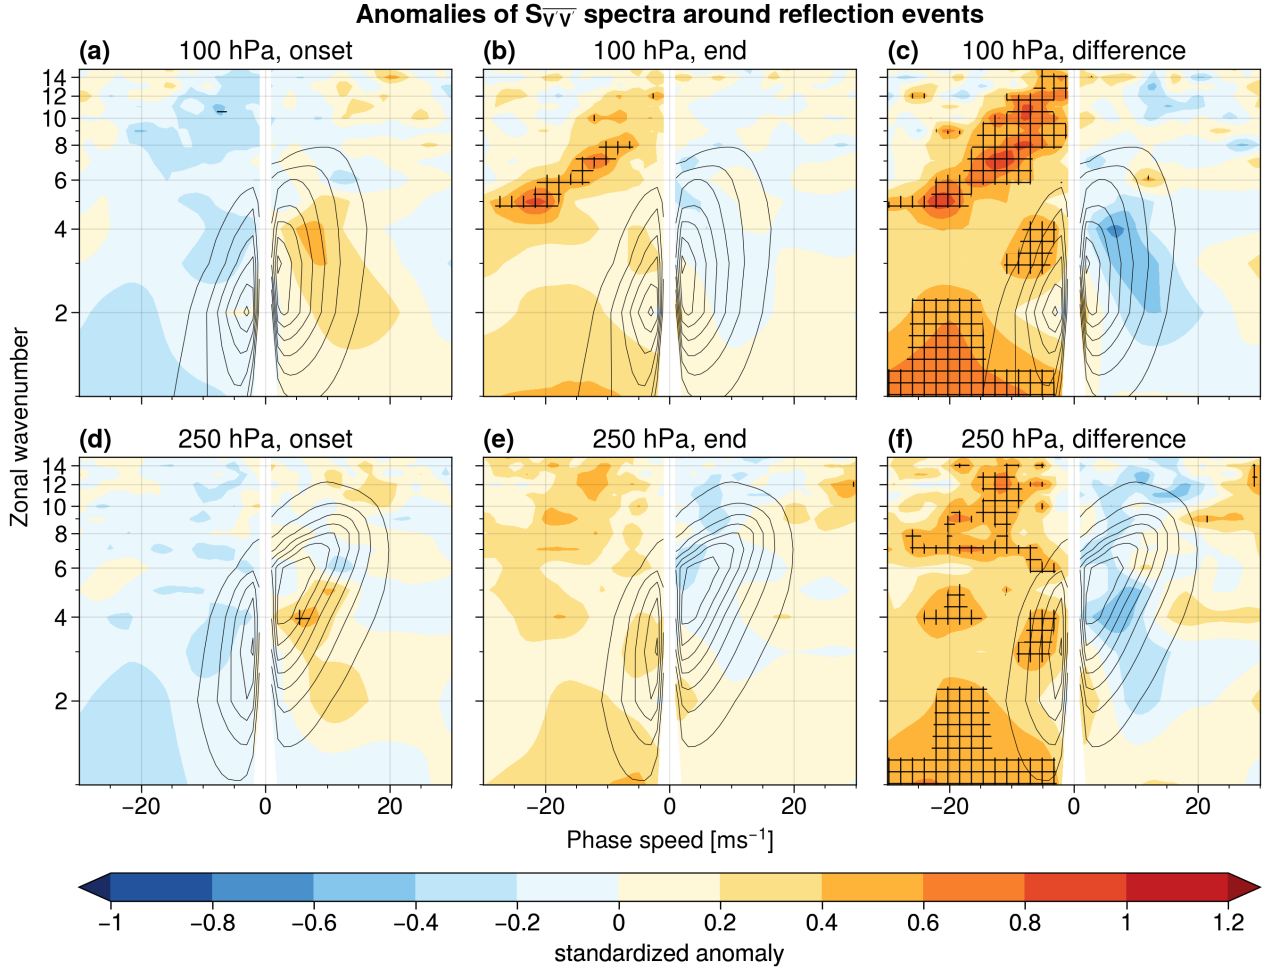 Anomalies of S_{\overline{v′v′}} spectra around reflection events
(a) 100 hPa, onset
(b) 100 hPa, end
(c) 100 hPa, difference
14
12
10
8
6
4
2
(d) 250 hPa, onset
(e) 250 hPa, end
(f) 250 hPa, difference
14
12
10
8
6
4
2
Zonal wavenumber
−20 0 20
−20 0 20
−20 0 20
Phase speed [ms⁻¹]
−1 −0.8 −0.6 −0.4 −0.2 0 0.2 0.4 0.6 0.8 1 1.2
standardized anomaly